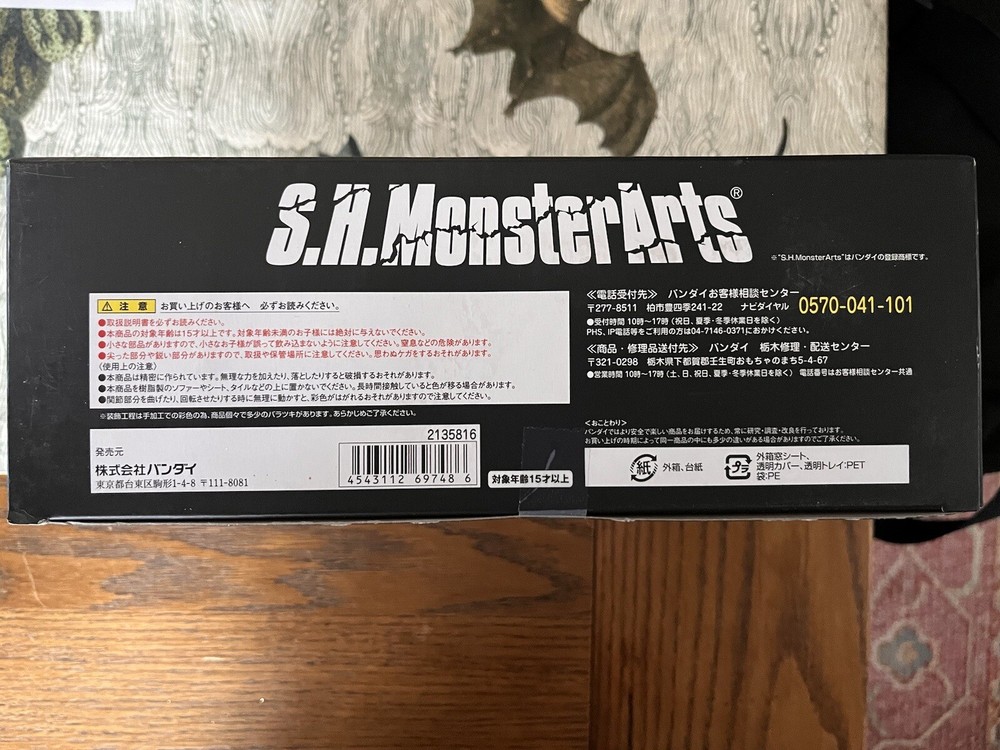 S.H.MonsterArts®
※"S.H.MonsterArts"はバンダイの登録商標です。
⚠ 注 意 お買い上げのお客様へ 必ずお読みください。
●取扱説明書を必ずお読みください。
●本商品の対象年齢は15才以上です。対象年齢未満のお子様には絶対に与えないでください。
●小さな部品がありますので、小さなお子様が誤って飲み込まないように注意してください。窒息などの危険があります。
●尖った部分や鋭い部分がありますので、取扱や保管場所に注意してください。思わぬケガをするおそれがあります。
〈使用上の注意〉
●本商品は精密に作られています。無理な力を加えたり、落としたりすると破損するおそれがあります。
●本商品を樹脂製のソファーやシート、タイルなどの上に置かないでください。長時間接触していると色が移る場合があります。
●関節部分を曲げたり、回転させたりする時に無理に動かすと、彩色がはがれるおそれがありますので注意してください。
※装飾工程は手加工での彩色の為、商品個々で多少のバラツキがあります。あらかじめご了承ください。
2135816
発売元
株式会社バンダイ
東京都台東区駒形1-4-8 〒111-8081
4543112 69748 6
対象年齢15才以上
≪電話受付先≫ バンダイお客様相談センター
〒277-8511 柏市豊四季241-22 ナビダイヤル 0570-041-101
●受付時間 10時〜17時(祝日、夏季・冬季休業日を除く)
PHS、IP電話等をご利用の方は04-7146-0371におかけください。
≪商品・修理品送付先≫ バンダイ 栃木修理・配送センター
〒321-0298 栃木県下都賀郡壬生町おもちゃのまち5-4-67
●営業時間 10時〜17時(土、日、祝日、夏季・冬季休業日を除く) 電話番号はお客様相談センター共通
<おことわり>
バンダイではより安全で楽しい商品をお届けするため、常に研究・調査・改良を行っております。
お買い上げの時期によって同一商品の中にも多少の違いがある場合がありますのでご了承ください。
紙 外箱、台紙
プラ 外箱窓シート、
透明カバー、透明トレイ:PET
袋:PE